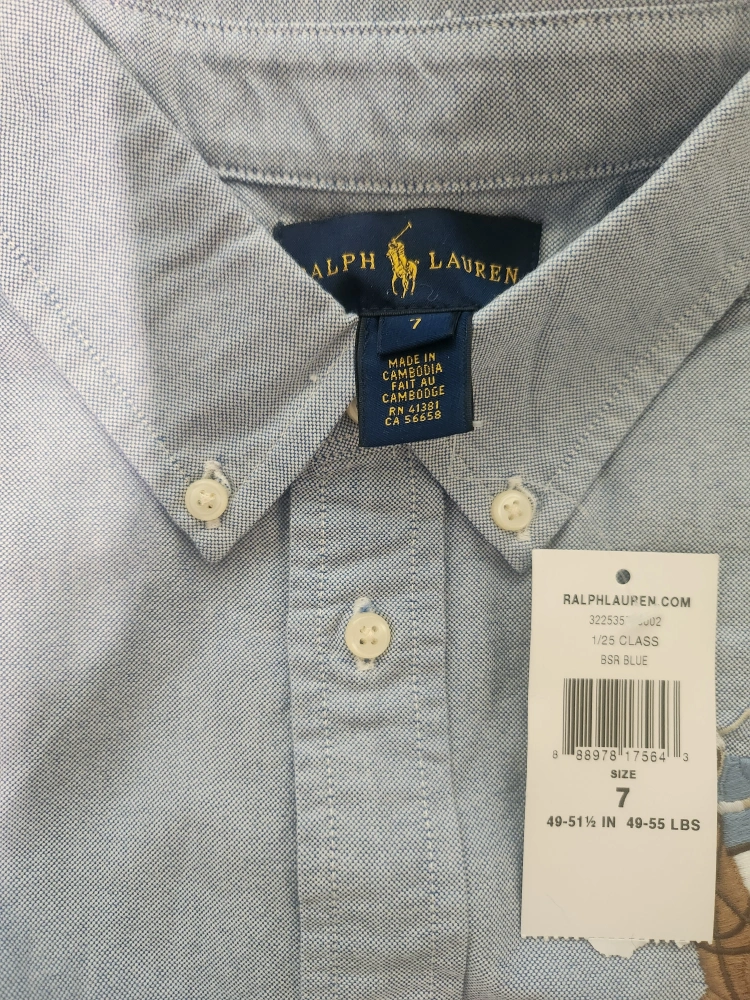 ALPH LAUREN
7
MADE IN
CAMBODIA
FAIT AU
CAMBODGE
RN 41381
CA 56658
RALPHLAUREN.COM
1/25 CLASS
BSR BLUE
8 88978 17564 3
SIZE
7
49-51½ IN 49-55 LBS